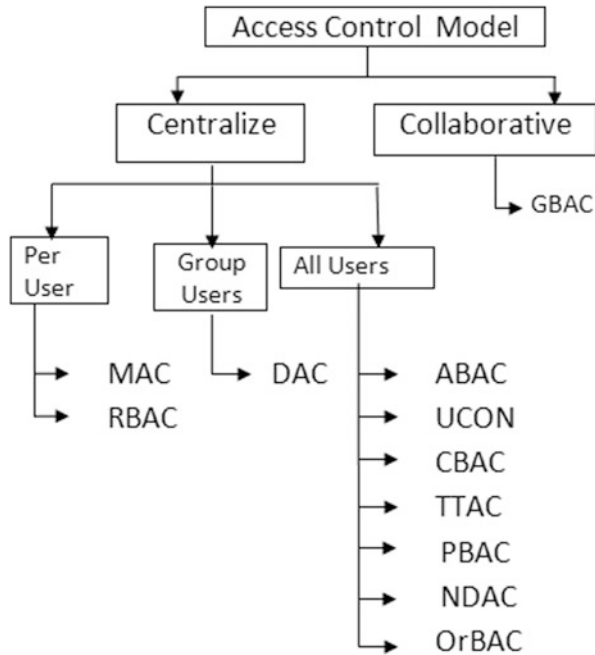 Access Control Model
Centralize
Collaborative
GBAC
Per
User
Group
Users
All Users
MAC
RBAC
DAC
ABAC
UCON
CBAC
TTAC
PBAC
NDAC
OrBAC